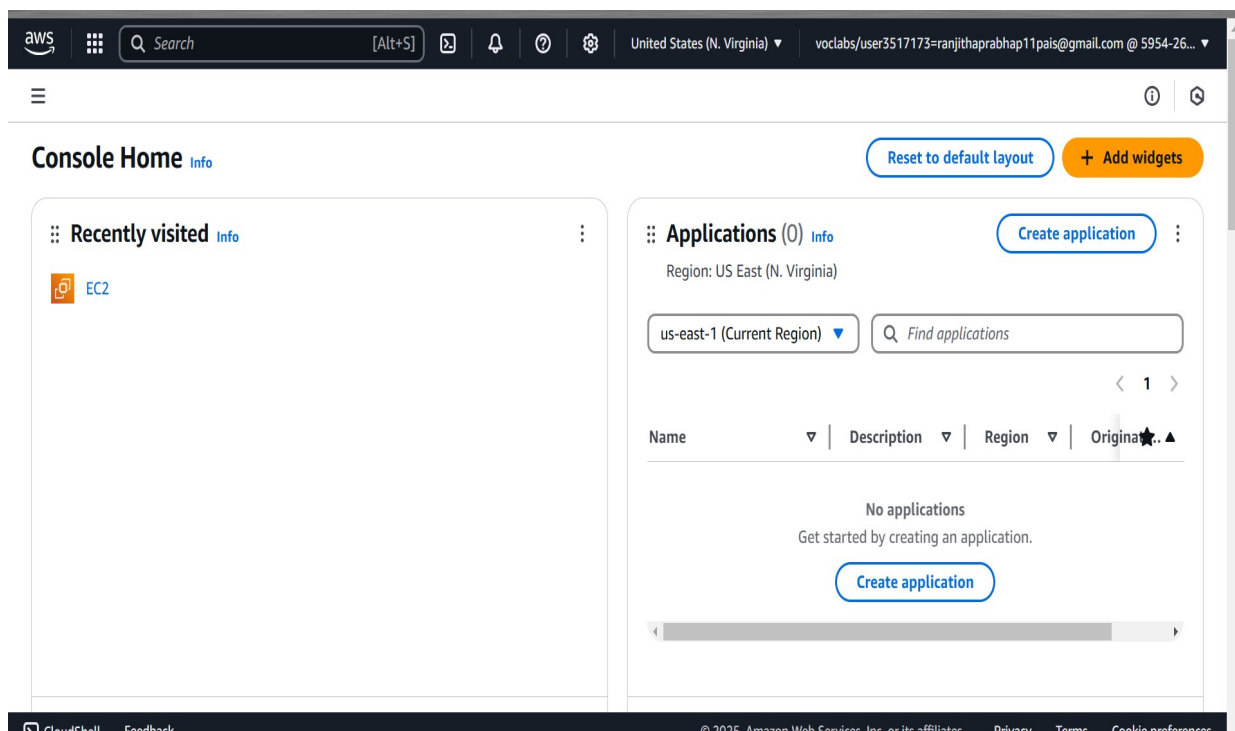 aws Search [Alt+S] United States (N. Virginia) ▼ voclabs/user3517173=ranjithaprabhap11pais@gmail.com @ 5954-26... ▼
Console Home Info
Reset to default layout
+ Add widgets
Recently visited Info
EC2
Applications (0) Info
Create application
Region: US East (N. Virginia)
us-east-1 (Current Region) ▼
Find applications
1
Name Description Region
No applications
Get started by creating an application.
Create application
CloudShell Feedback © 2025, Amazon Web Services, Inc. or its affiliates. Privacy Terms Cookie preferences